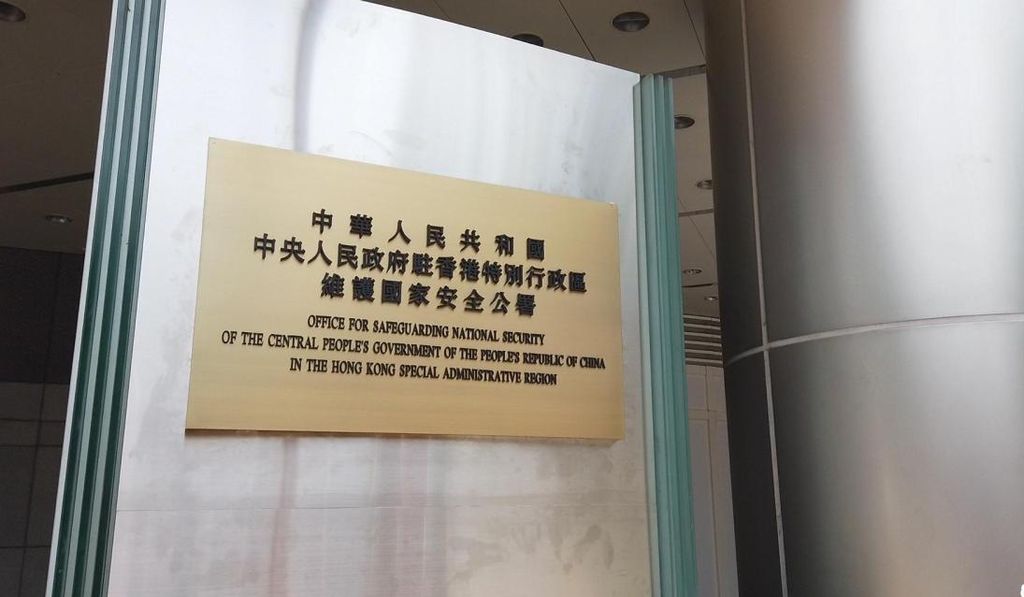 中華人民共和國
中央人民政府駐香港特別行政區
維護國家安全公署
OFFICE FOR SAFEGUARDING NATIONAL SECURITY
OF THE CENTRAL PEOPLE'S GOVERNMENT OF THE PEOPLE'S REPUBLIC OF CHINA
IN THE HONG KONG SPECIAL ADMINISTRATIVE REGION